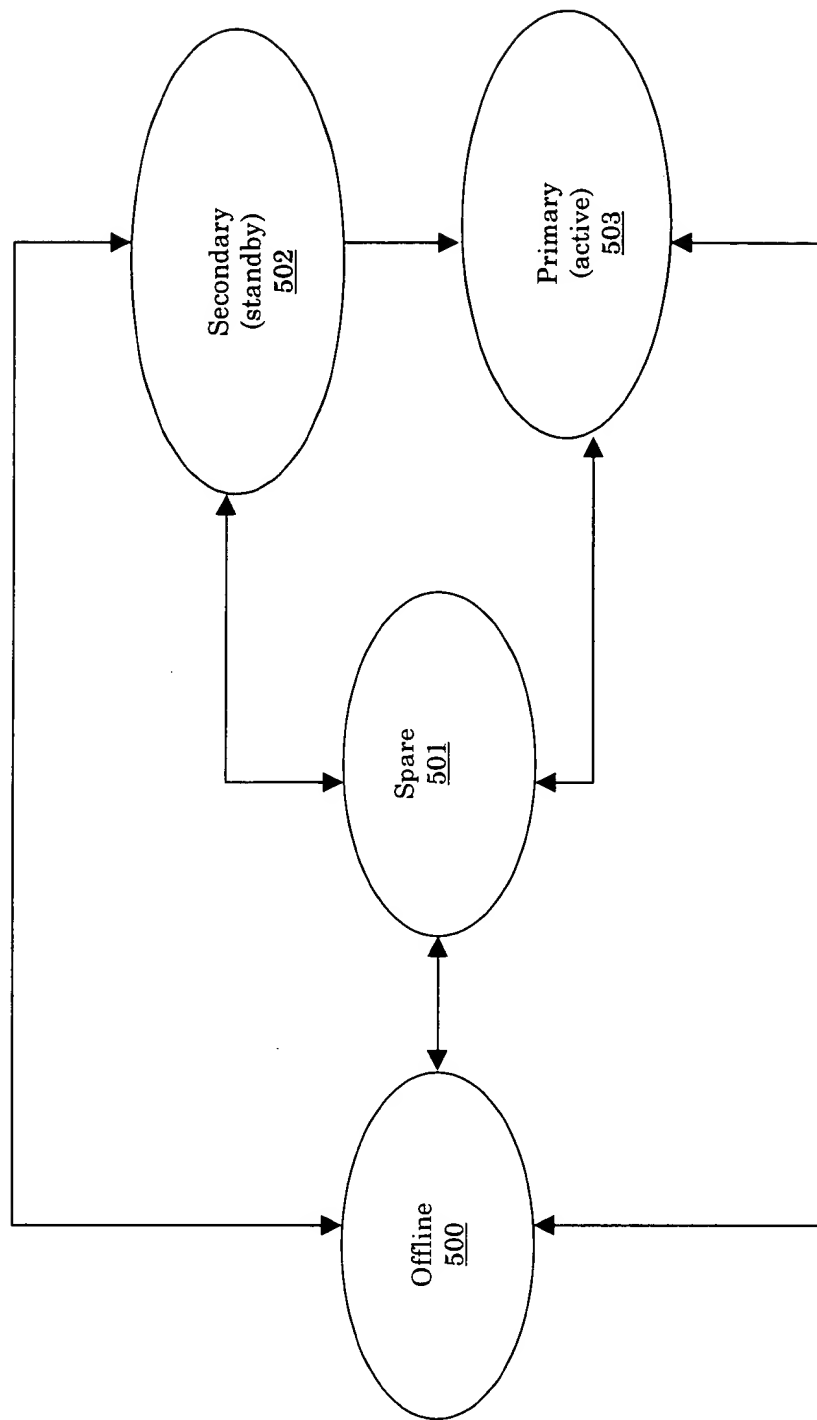 Offline
500
Spare
501
Secondary
(standby)
502
Primary
(active)
503